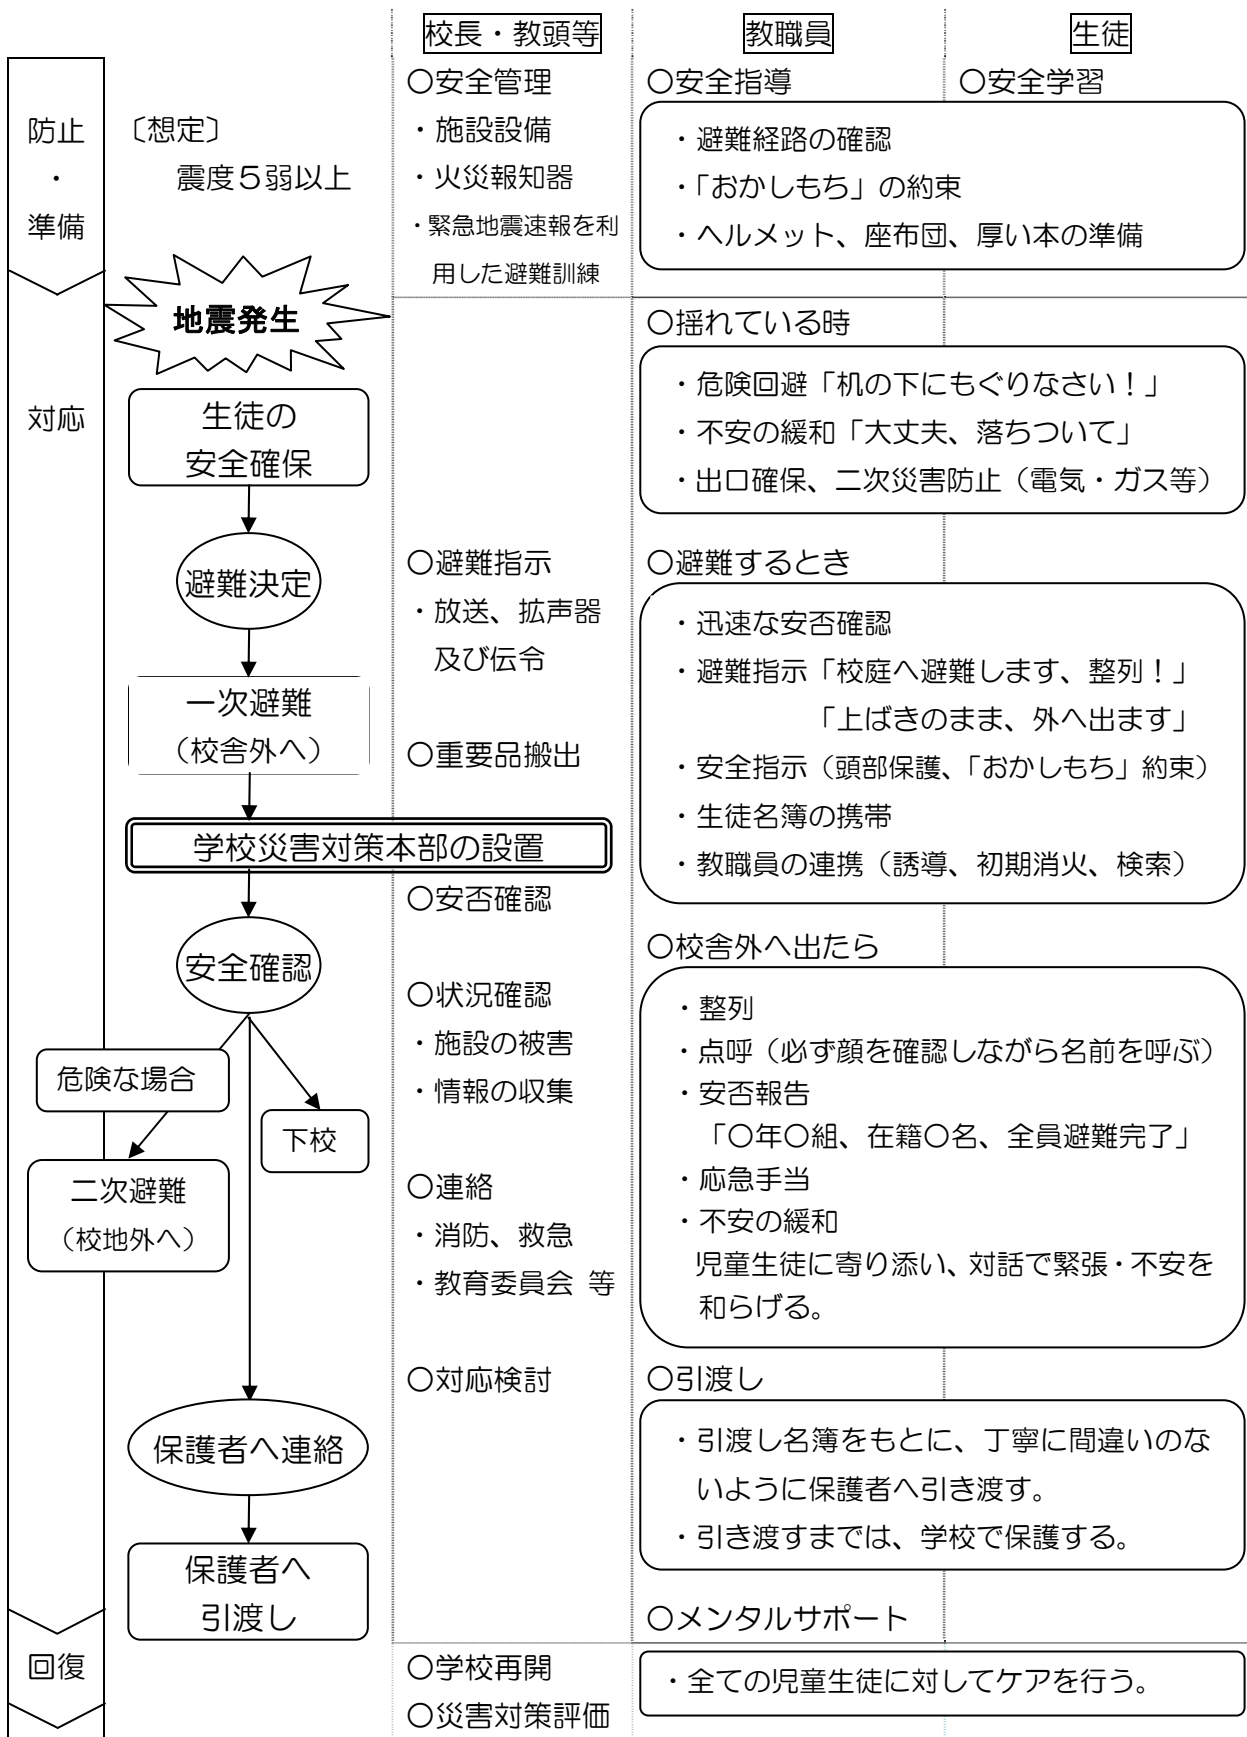 校長・教頭等
教職員
生徒
防止
・
準備
〔想定〕
震度5弱以上
○安全管理
・施設設備
・火災報知器
・緊急地震速報を利
用した避難訓練
○安全指導
○安全学習
・避難経路の確認
・「おかしもち」の約束
・ヘルメット、座布団、厚い本の準備
地震発生
対応
生徒の
安全確保
○揺れている時
・危険回避「机の下にもぐりなさい！」
・不安の緩和「大丈夫、落ちついて」
・出口確保、二次災害防止（電気・ガス等）
避難決定
○避難指示
・放送、拡声器
及び伝令
○避難するとき
・迅速な安否確認
・避難指示「校庭へ避難します、整列！」
「上ばきのまま、外へ出ます」
・安全指示（頭部保護、「おかしもち」約束）
・生徒名簿の携帯
・教職員の連携（誘導、初期消火、検索）
一次避難
（校舎外へ）
○重要品搬出
学校災害対策本部の設置
○安否確認
安全確認
○状況確認
・施設の被害
・情報の収集
○校舎外へ出たら
・整列
・点呼（必ず顔を確認しながら名前を呼ぶ）
・安否報告
「○年○組、在籍○名、全員避難完了」
・応急手当
・不安の緩和
児童生徒に寄り添い、対話で緊張・不安を
和らげる。
危険な場合
下校
二次避難
（校地外へ）
○連絡
・消防、救急
・教育委員会 等
○対応検討
○引渡し
・引渡し名簿をもとに、丁寧に間違いのな
いように保護者へ引き渡す。
・引き渡すまでは、学校で保護する。
保護者へ連絡
保護者へ
引渡し
○メンタルサポート
回復
○学校再開
○災害対策評価
・全ての児童生徒に対してケアを行う。